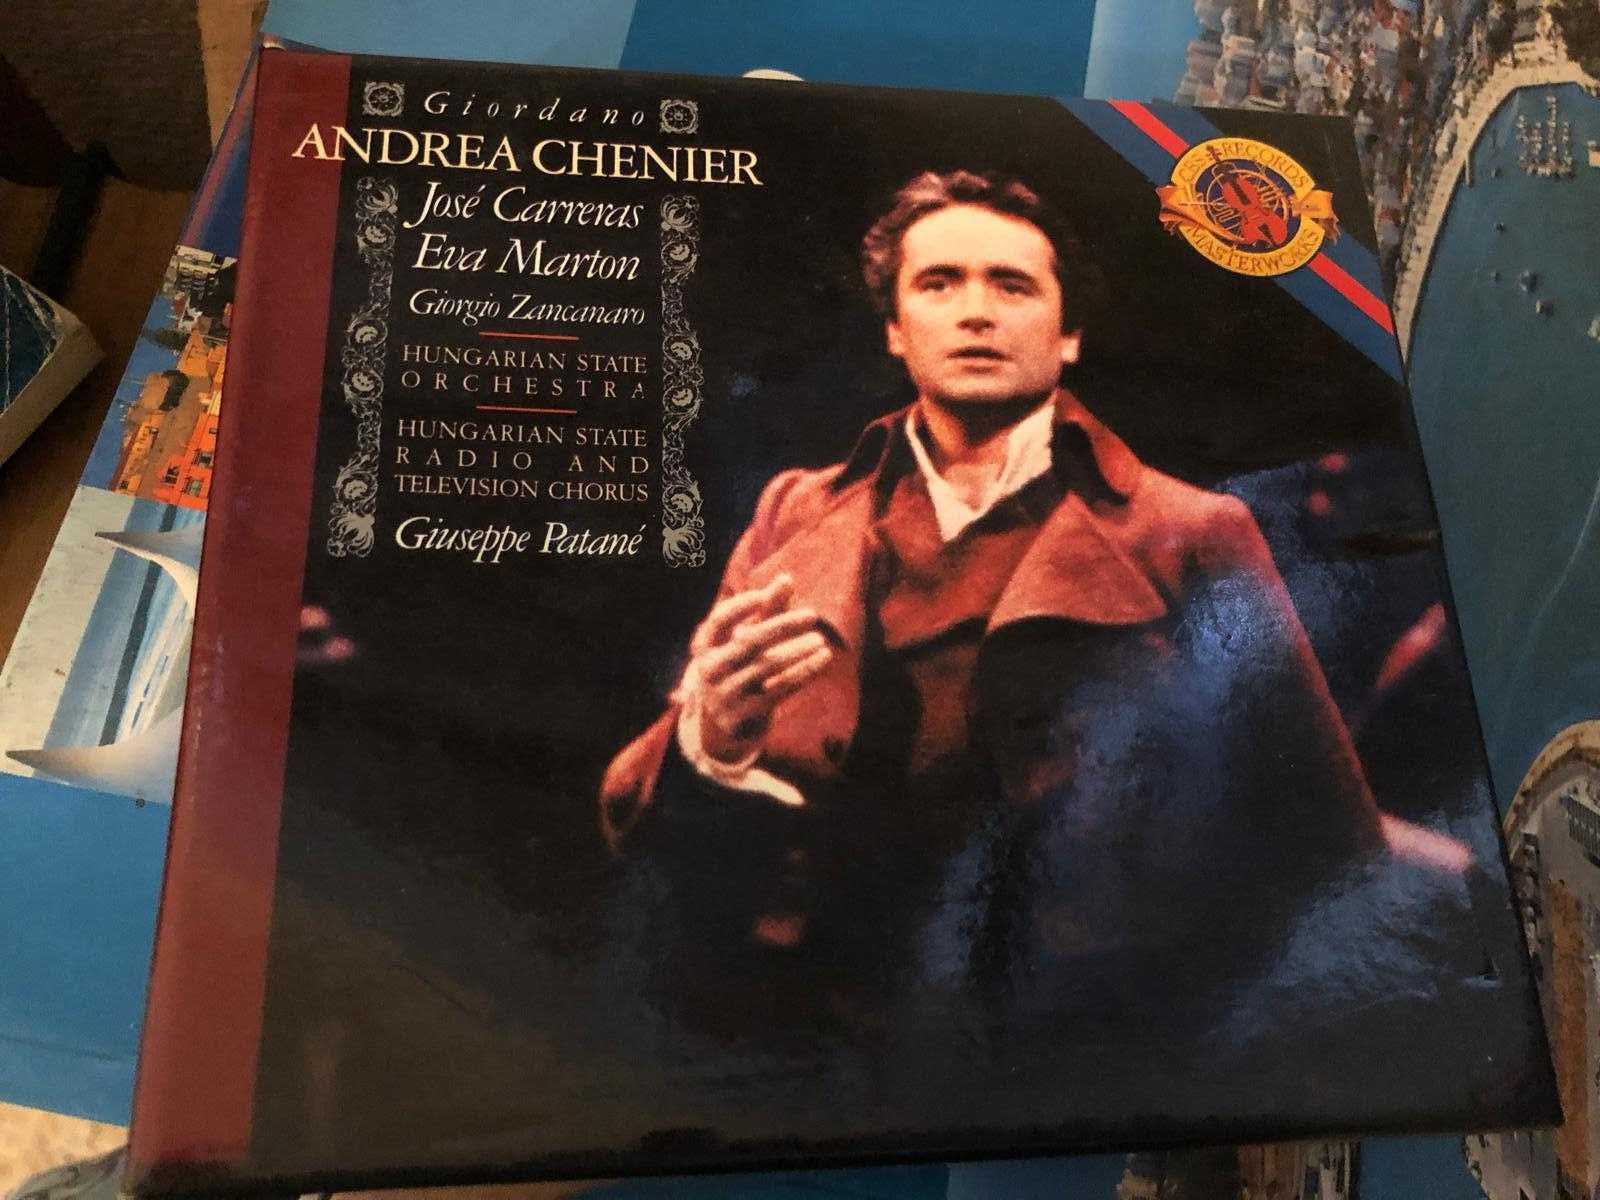 Giordano
ANDREA CHENIER
José Carreras
Eva Marton
Giorgio Zancanaro
HUNGARIAN STATE
ORCHESTRA
HUNGARIAN STATE
RADIO AND
TELEVISION CHORUS
Giuseppe Patané
CBS RECORDS
MASTERWORKS